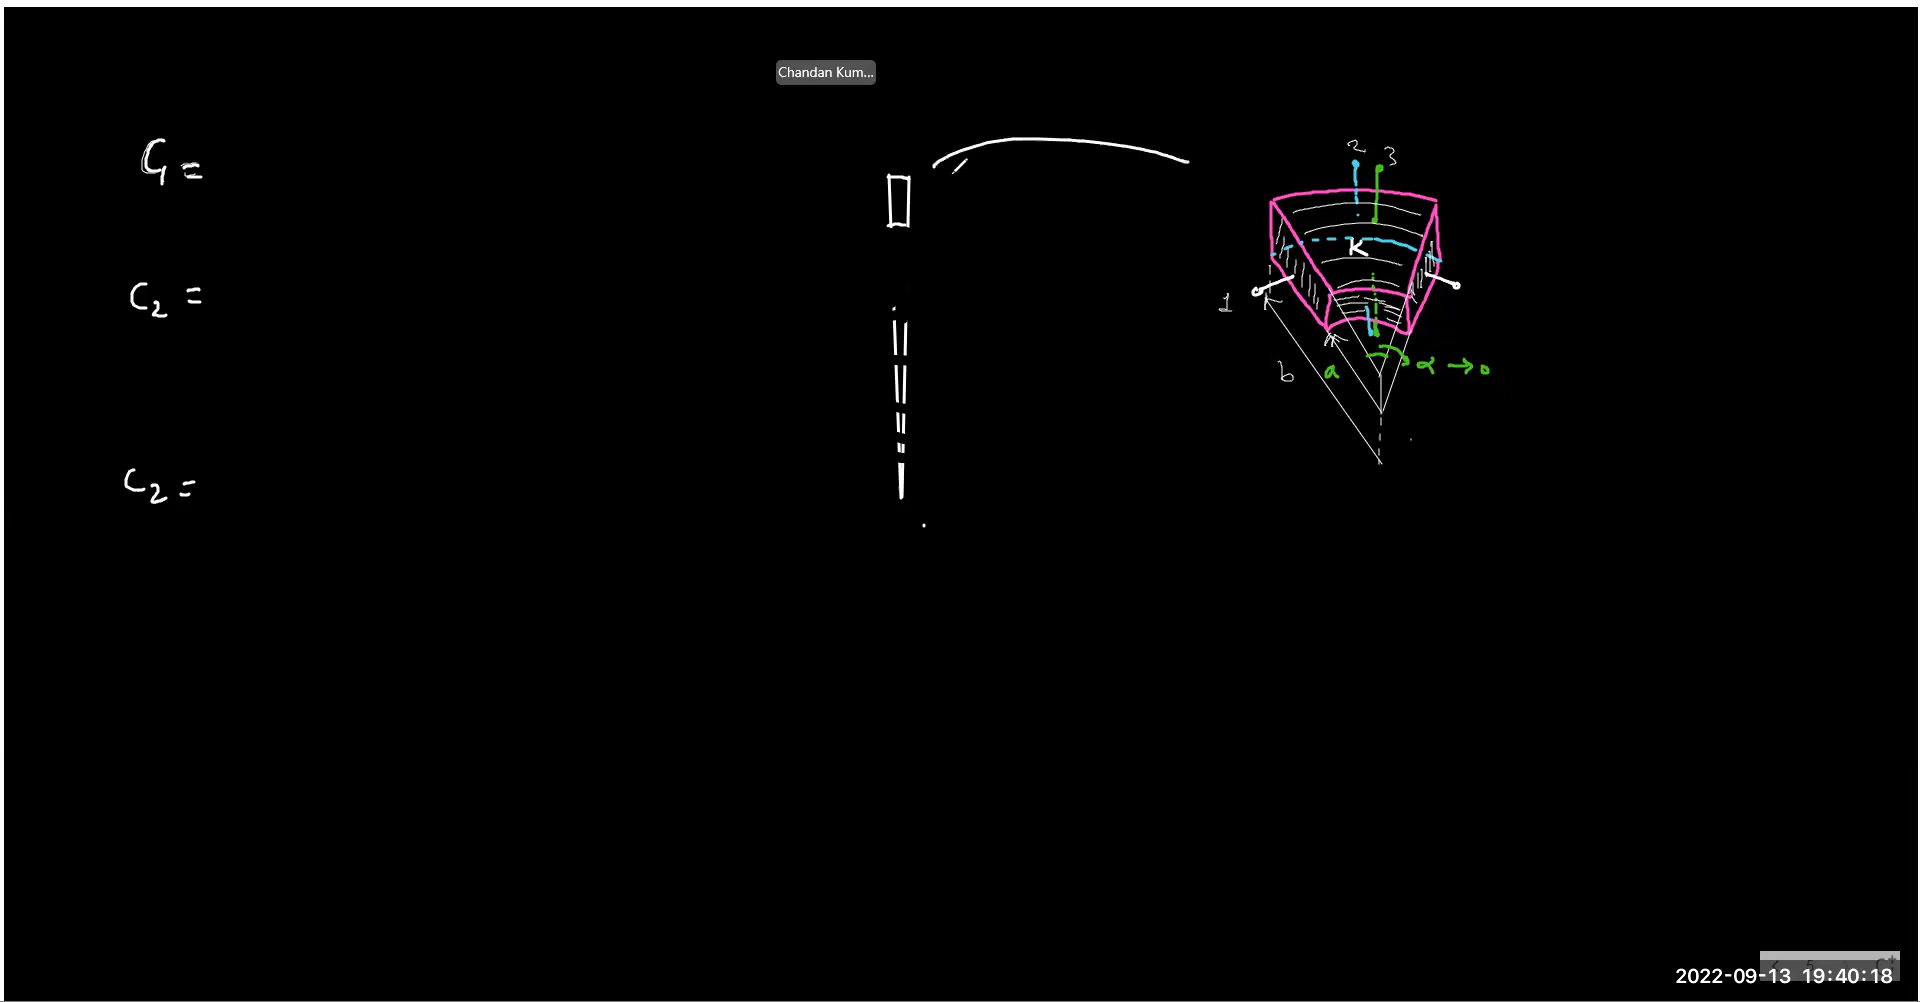 Chandan Kum...
C1 =
2 3
K
C2 =
1
b a α → 0
C2 =
2022-09-13 19:40:18